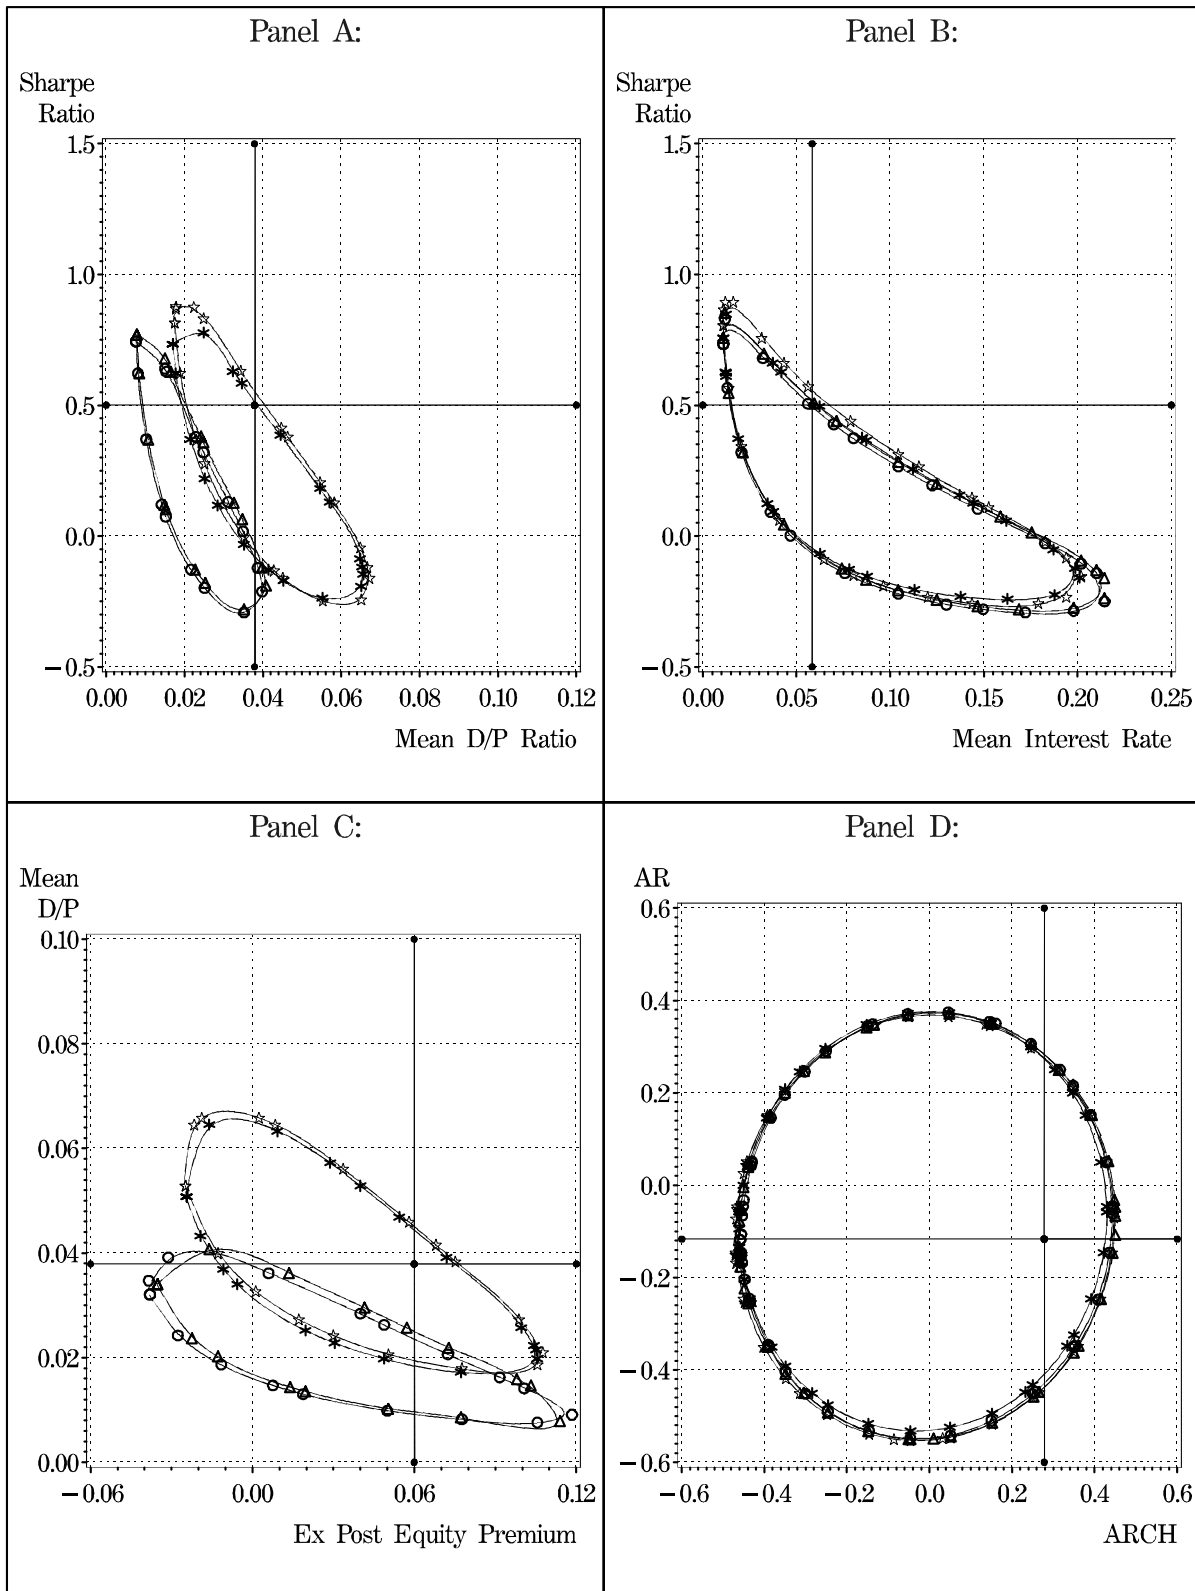 Panel A:
Sharpe
Ratio
1.5
1.0
0.5
0.0
−0.5
0.00 0.02 0.04 0.06 0.08 0.10 0.12
Mean D/P Ratio
Panel B:
Sharpe
Ratio
1.5
1.0
0.5
0.0
−0.5
0.00 0.05 0.10 0.15 0.20 0.25
Mean Interest Rate
Panel C:
Mean
D/P
0.10
0.08
0.06
0.04
0.02
0.00
−0.06 0.00 0.06 0.12
Ex Post Equity Premium
Panel D:
AR
0.6
0.4
0.2
0.0
−0.2
−0.4
−0.6
−0.6 −0.4 −0.2 0.0 0.2 0.4 0.6
ARCH